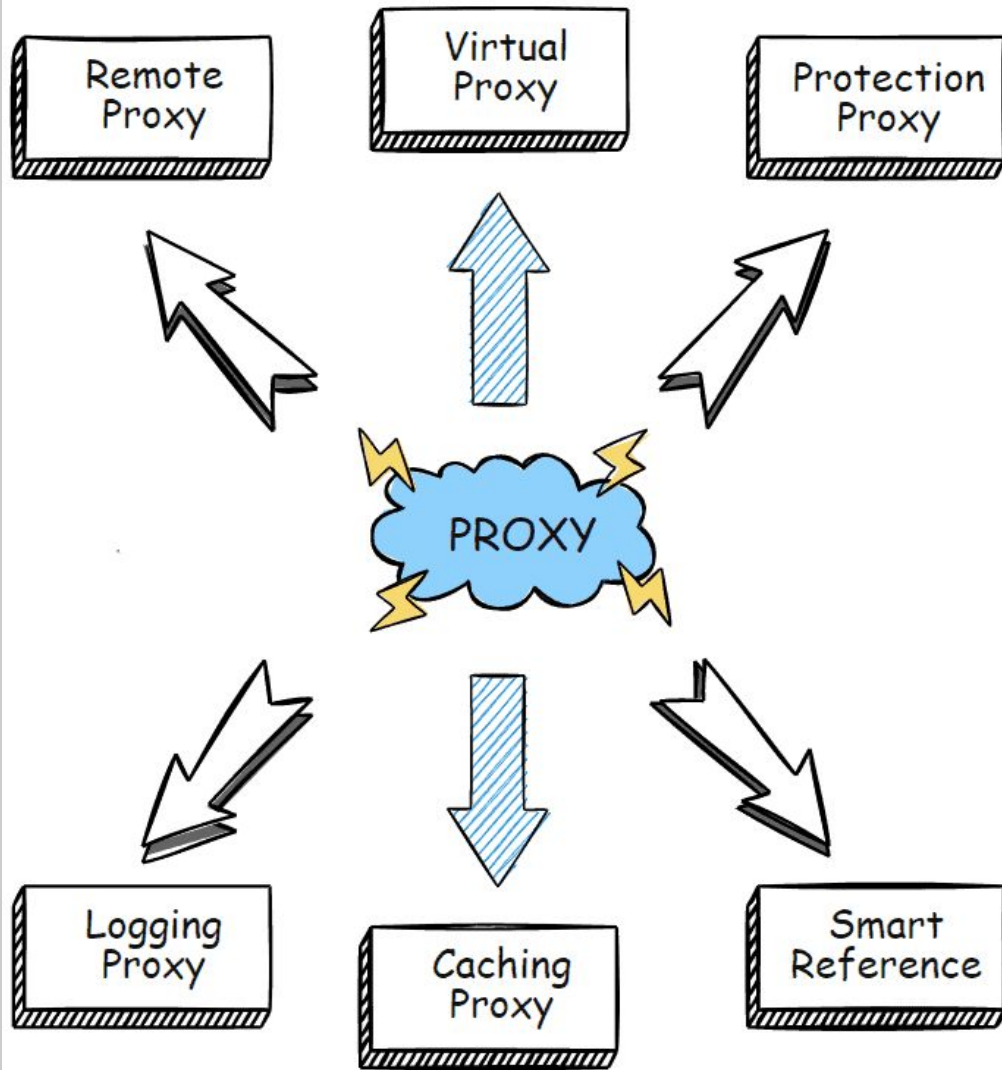 Remote
Proxy
Virtual
Proxy
Protection
Proxy
PROXY
Logging
Proxy
Caching
Proxy
Smart
Reference